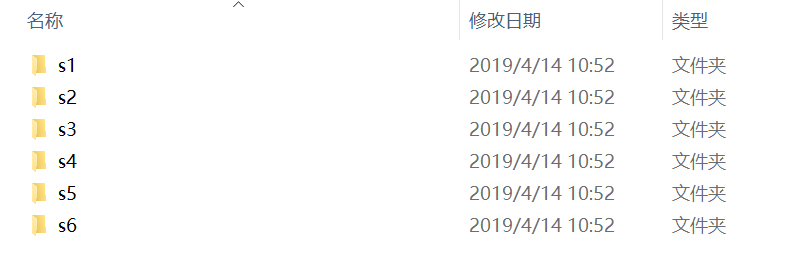 名称 修改日期 类型
s1 2019/4/14 10:52 文件夹
s2 2019/4/14 10:52 文件夹
s3 2019/4/14 10:52 文件夹
s4 2019/4/14 10:52 文件夹
s5 2019/4/14 10:52 文件夹
s6 2019/4/14 10:52 文件夹